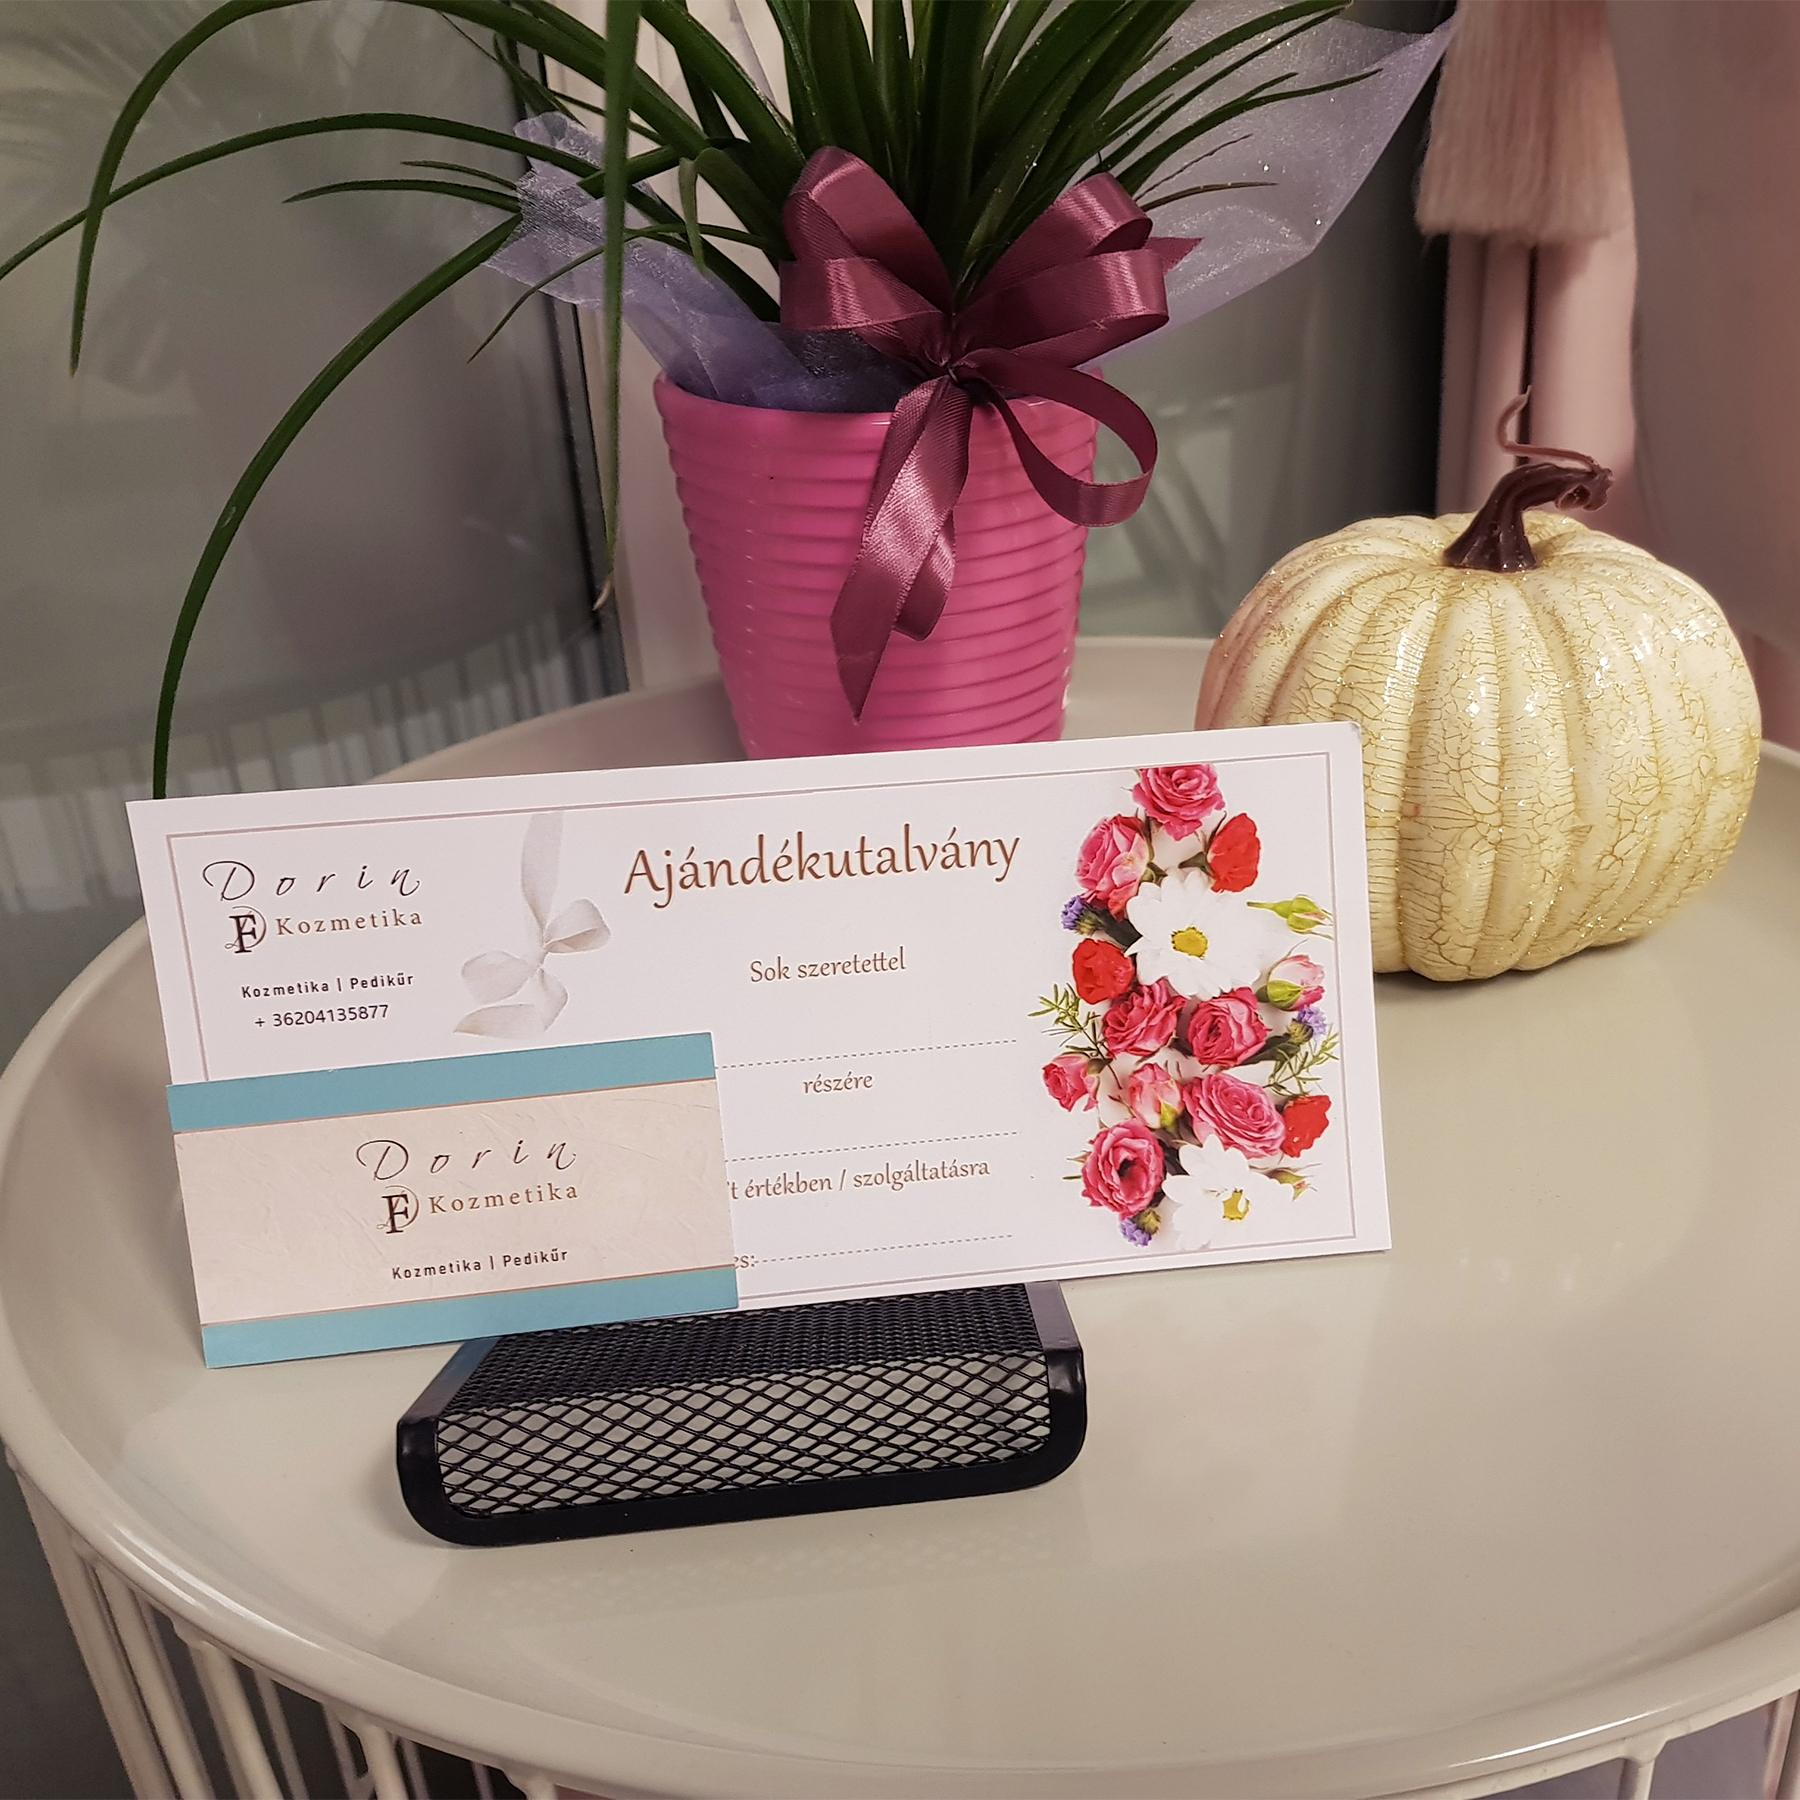 Dorin
Kozmetika
Kozmetika | Pedikűr
+ 36204135877
Ajándékutalvány
Sok szeretettel
részére
't értékben / szolgáltatásra
Dorin
Kozmetika
Kozmetika | Pedikűr